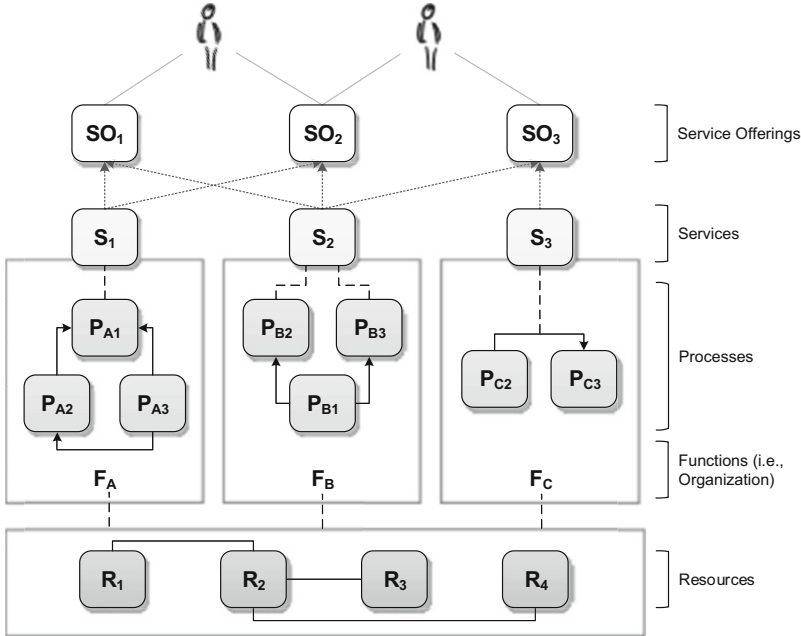 SO1 SO2 SO3 Service Offerings
S1 S2 S3 Services
PA1 PB2 PB3
Processes
PA2 PA3 PB1 PC2 PC3
Functions (i.e.,
FA FB FC Organization)
R1 R2 R3 R4 Resources